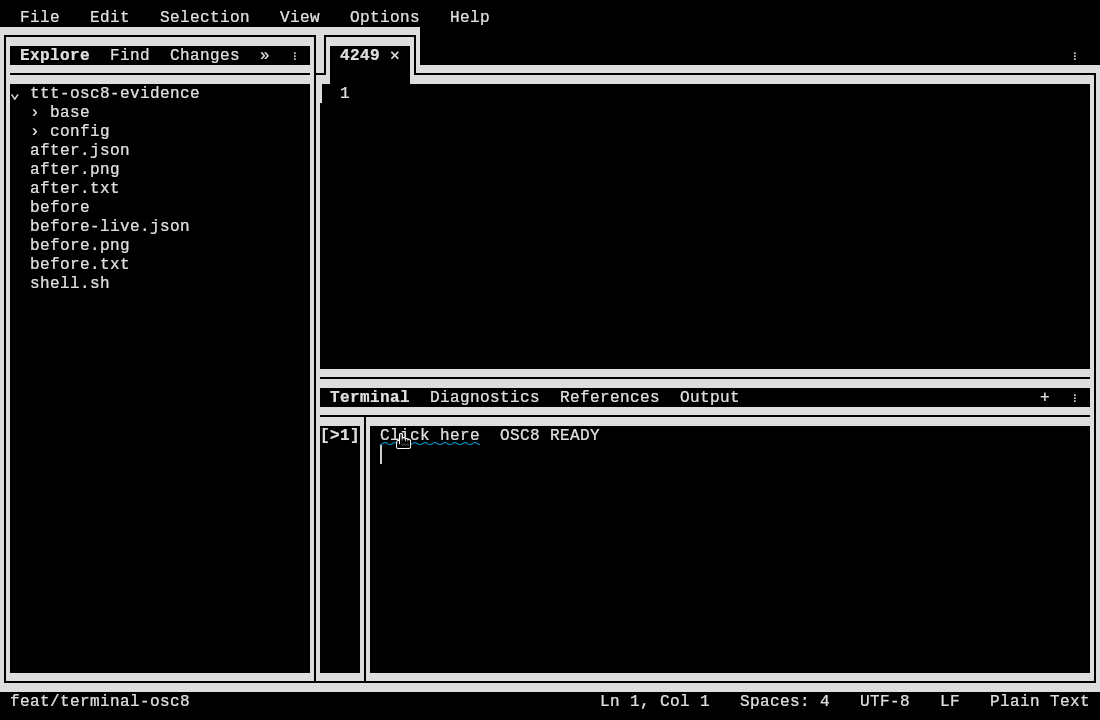 File Edit Selection View Options Help
Explore Find Changes » ⋮
4249 × ⋮
⌄ ttt-osc8-evidence
› base
› config
after.json
after.png
after.txt
before
before-live.json
before.png
before.txt
shell.sh
1
Terminal Diagnostics References Output + ⋮
[>1] Click here OSC8 READY
feat/terminal-osc8 Ln 1, Col 1 Spaces: 4 UTF-8 LF Plain Text